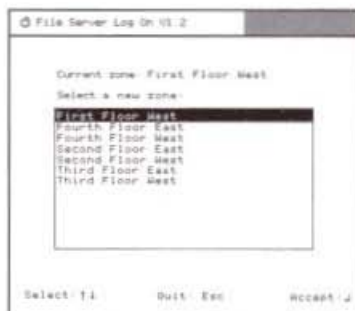 File Server Log On V1.2
Current zone: First Floor West
Select a new zone:
First Floor West
Fourth Floor East
Fourth Floor West
Second Floor East
Second Floor West
Third Floor East
Third Floor West
Select: ↑↓ Quit: Esc Accept: ↲